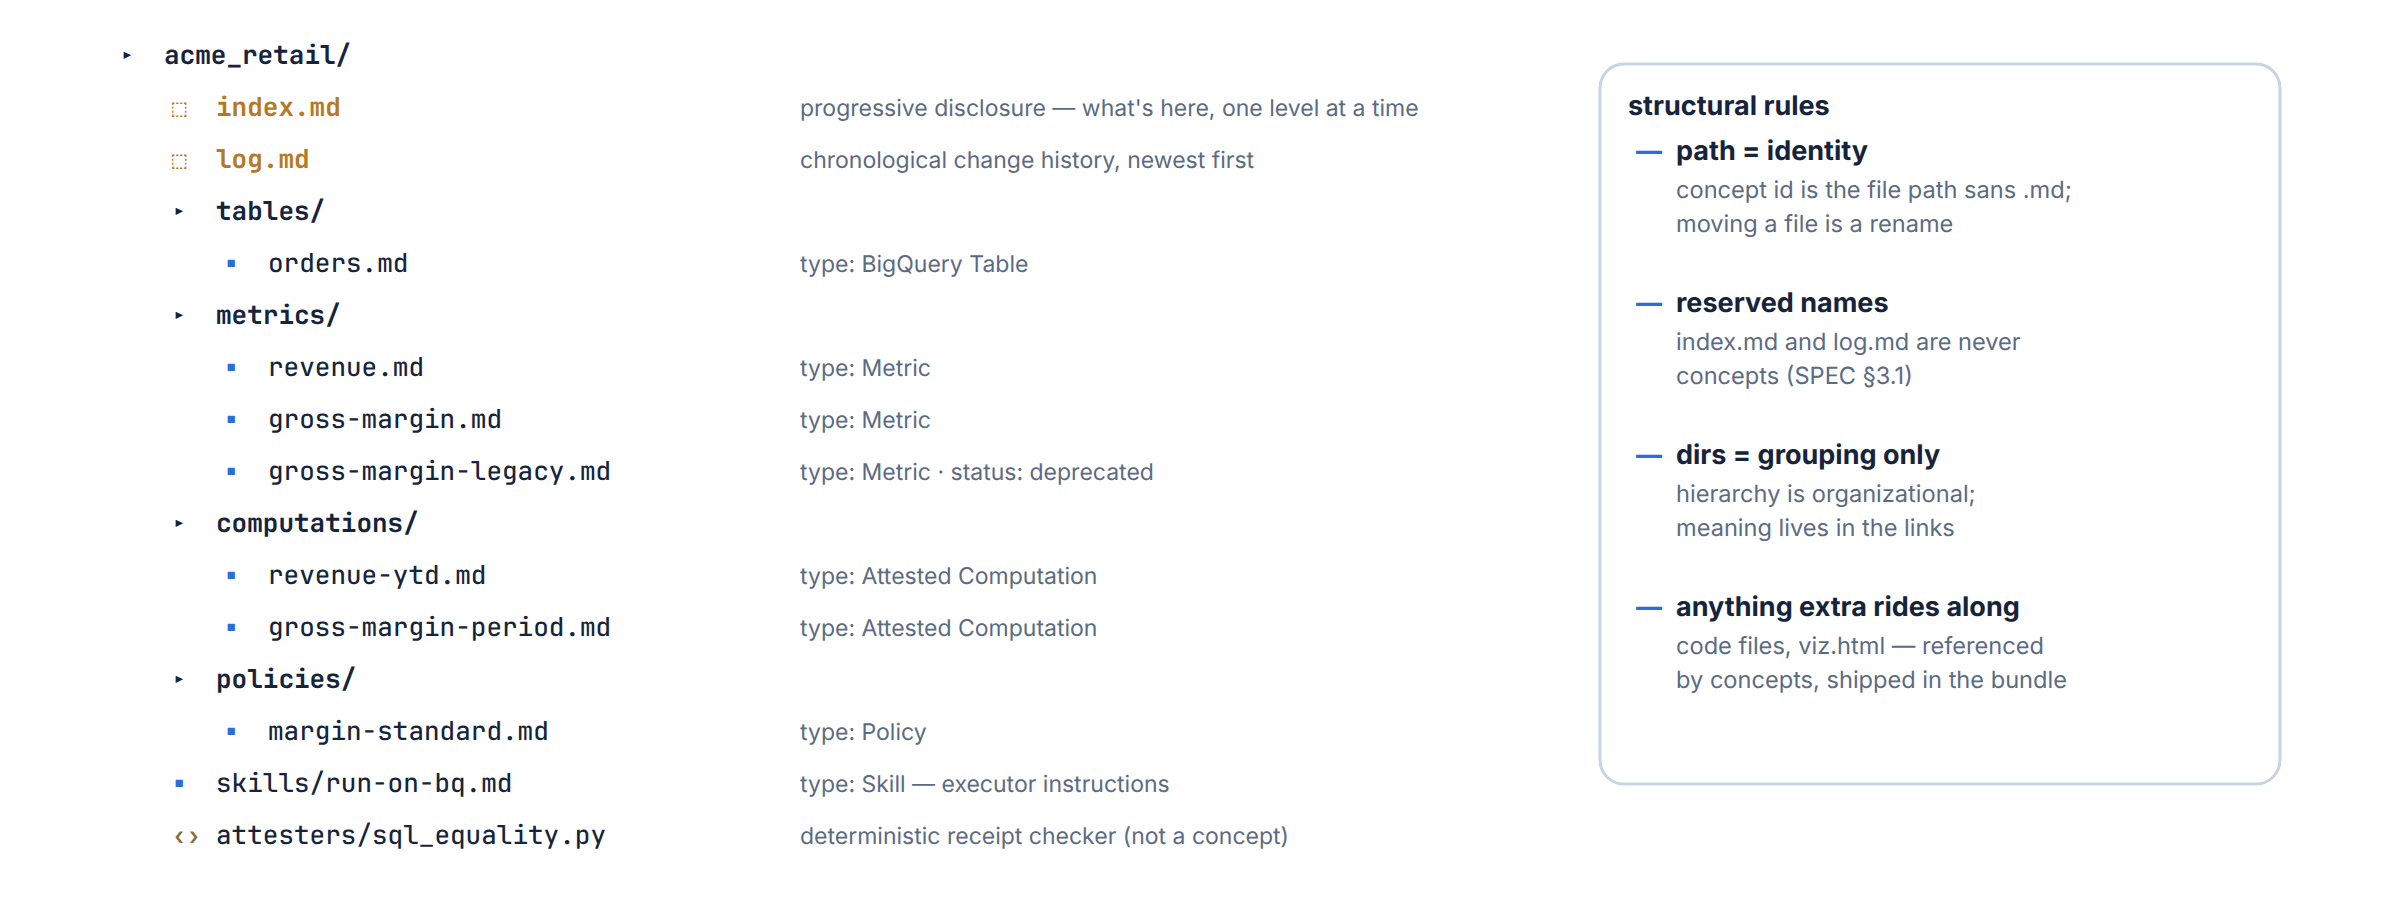 acme_retail/
index.md progressive disclosure — what's here, one level at a time
log.md chronological change history, newest first
tables/
orders.md type: BigQuery Table
metrics/
revenue.md type: Metric
gross-margin.md type: Metric
gross-margin-legacy.md type: Metric · status: deprecated
computations/
revenue-ytd.md type: Attested Computation
gross-margin-period.md type: Attested Computation
policies/
margin-standard.md type: Policy
skills/run-on-bq.md type: Skill — executor instructions
attesters/sql_equality.py deterministic receipt checker (not a concept)
structural rules
— path = identity
concept id is the file path sans .md;
moving a file is a rename
— reserved names
index.md and log.md are never
concepts (SPEC §3.1)
— dirs = grouping only
hierarchy is organizational;
meaning lives in the links
— anything extra rides along
code files, viz.html — referenced
by concepts, shipped in the bundle